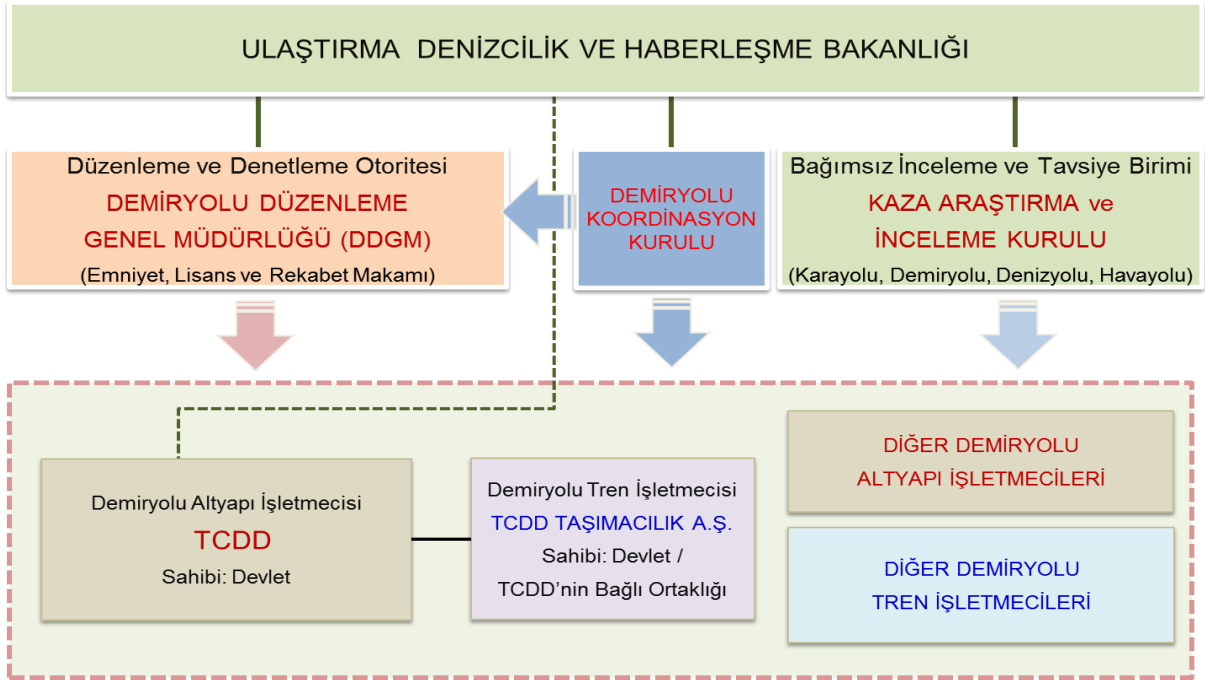 ULAŞTIRMA DENİZCİLİK VE HABERLEŞME BAKANLIĞI
Düzenleme ve Denetleme Otoritesi
DEMİRYOLU DÜZENLEME
GENEL MÜDÜRLÜĞÜ (DDGM)
(Emniyet, Lisans ve Rekabet Makamı)
DEMİRYOLU
KOORDİNASYON
KURULU
Bağımsız İnceleme ve Tavsiye Birimi
KAZA ARAŞTIRMA ve
İNCELEME KURULU
(Karayolu, Demiryolu, Denizyolu, Havayolu)
Demiryolu Altyapı İşletmecisi
TCDD
Sahibi: Devlet
Demiryolu Tren İşletmecisi
TCDD TAŞIMACILIK A.Ş.
Sahibi: Devlet /
TCDD’nin Bağlı Ortaklığı
DİĞER DEMİRYOLU
ALTYAPI İŞLETMECİLERİ
DİĞER DEMİRYOLU
TREN İŞLETMECİLERİ